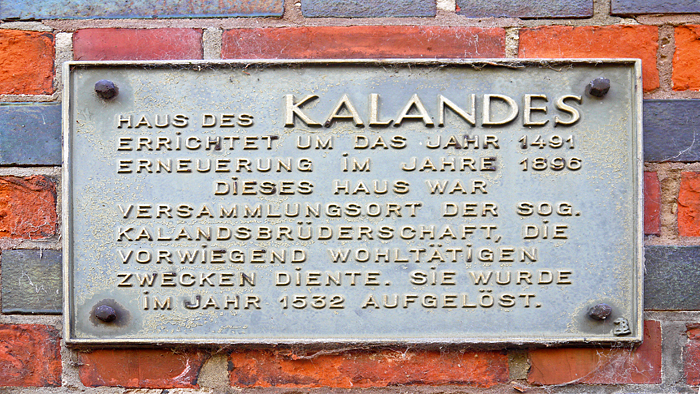 HAUS DES KALANDES
ERRICHTET UM DAS JAHR 1491
ERNEUERUNG IM JAHRE 1896
DIESES HAUS WAR
VERSAMMLUNGSORT DER SOG.
KALANDSBRÜDERSCHAFT, DIE
VORWIEGEND WOHLTÄTIGEN
ZWECKEN DIENTE. SIE WURDE
IM JAHR 1532 AUFGELÖST.